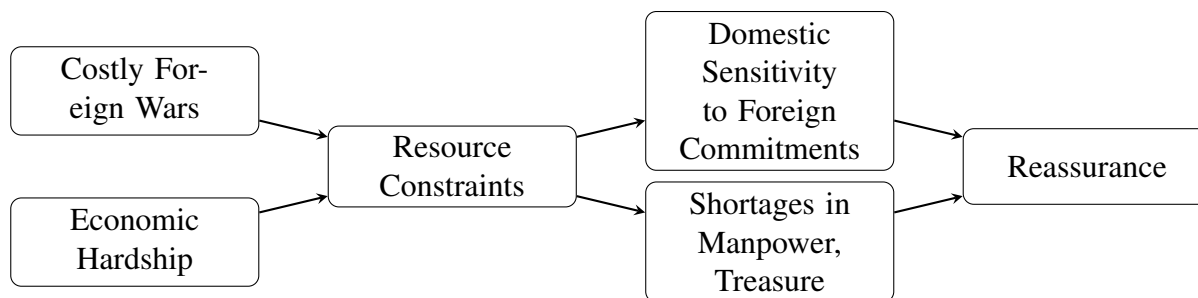 Costly For-
eign Wars
Economic
Hardship
Resource
Constraints
Domestic
Sensitivity
to Foreign
Commitments
Shortages in
Manpower,
Treasure
Reassurance